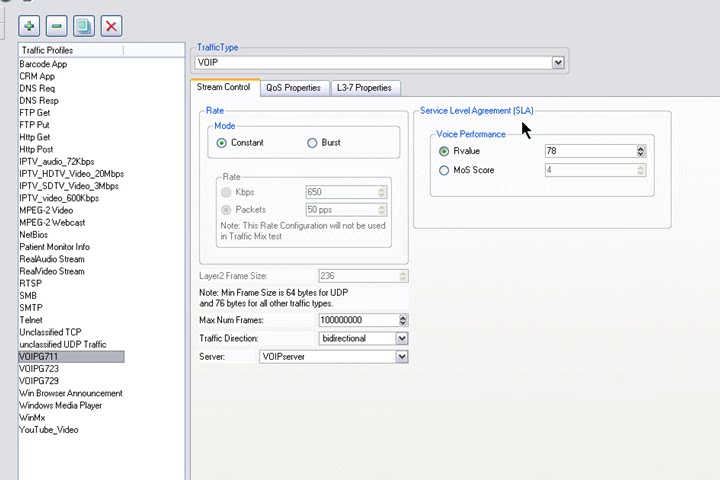 Traffic Profiles
Barcode App
CRM App
DNS Req
DNS Resp
FTP Get
FTP Put
Http Get
Http Post
IPTV_audio_72Kbps
IPTV_HDTV_Video_20Mbps
IPTV_SDTV_Video_3Mbps
IPTV_video_600Kbps
MPEG-2 Video
MPEG-2 Webcast
NetBios
Patient Monitor Info
RealAudio Stream
RealVideo Stream
RTSP
SMB
SMTP
Telnet
Unclassified TCP
unclassified UDP Traffic
VOIPG711
VOIPG723
VOIPG729
Win Browser Announcement
Windows Media Player
WinMx
YouTube_Video
TrafficType
VOIP
Stream Control QoS Properties L3-7 Properties
Rate
Mode
Constant Burst
Rate
Kbps 650
Packets 50 pps
Note: This Rate Configuration will not be used
in Traffic Mix test
Layer2 Frame Size: 236
Note: Min Frame Size is 64 bytes for UDP
and 76 bytes for all other traffic types.
Max Num Frames: 100000000
Traffic Direction: bidirectional
Server: VOIPserver
Service Level Agreement (SLA)
Voice Performance
Rvalue 78
MoS Score 4